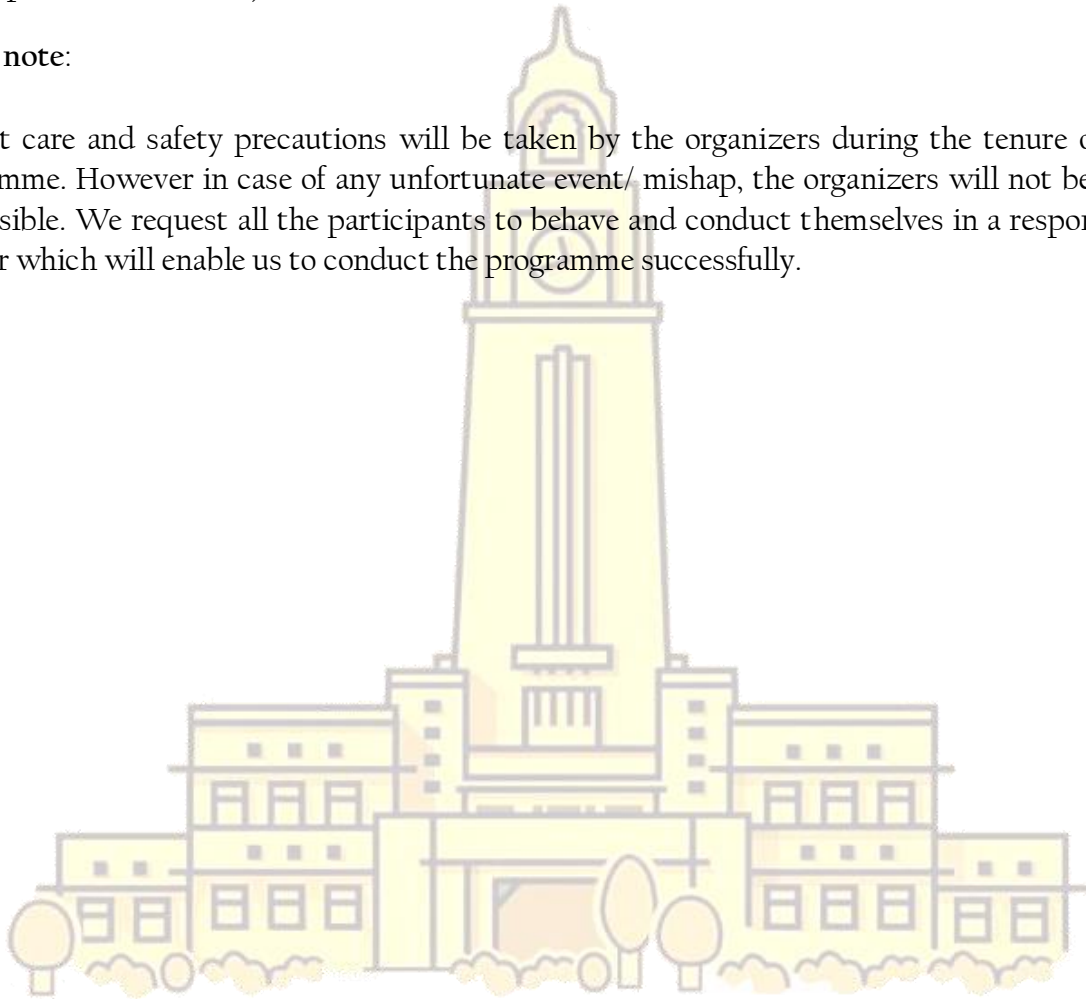 note:
t care and safety precautions will be taken by the organizers during the tenure o
mme. However in case of any unfortunate event/ mishap, the organizers will not be
sible. We request all the participants to behave and conduct themselves in a respon
r which will enable us to conduct the programme successfully.